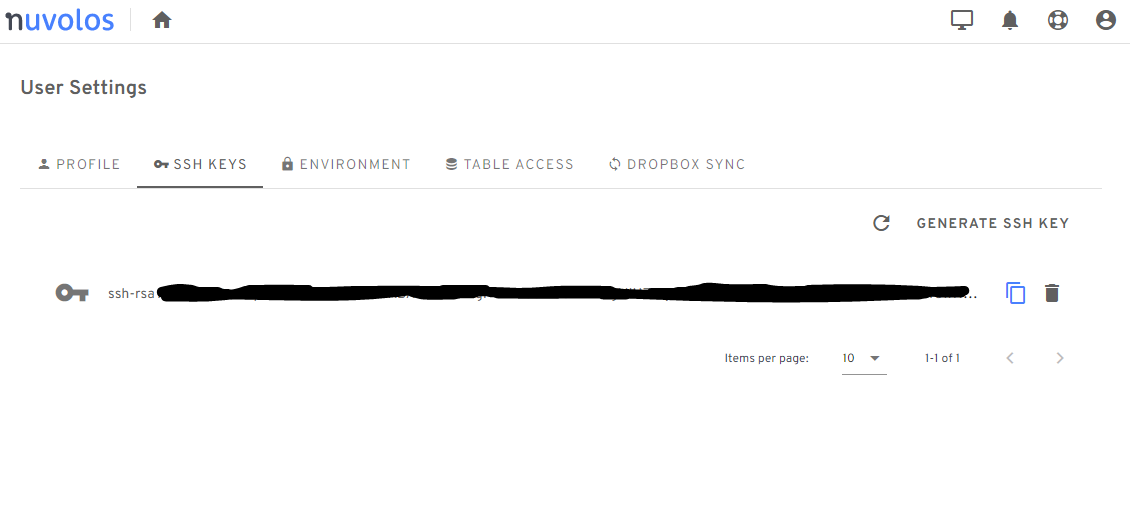 nuvolos
User Settings
PROFILE SSH KEYS ENVIRONMENT TABLE ACCESS DROPBOX SYNC
GENERATE SSH KEY
ssh-rsa ...
Items per page: 10 1-1 of 1